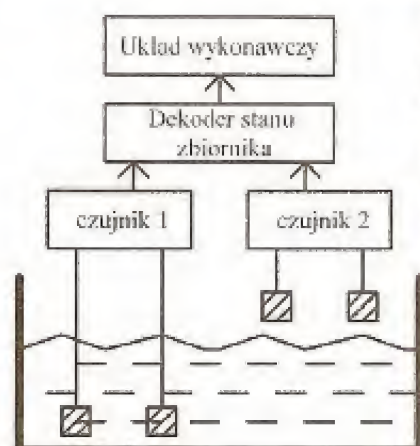 Układ wykonawczy
Dekoder stanu
zbiornika
czujnik 1
czujnik 2